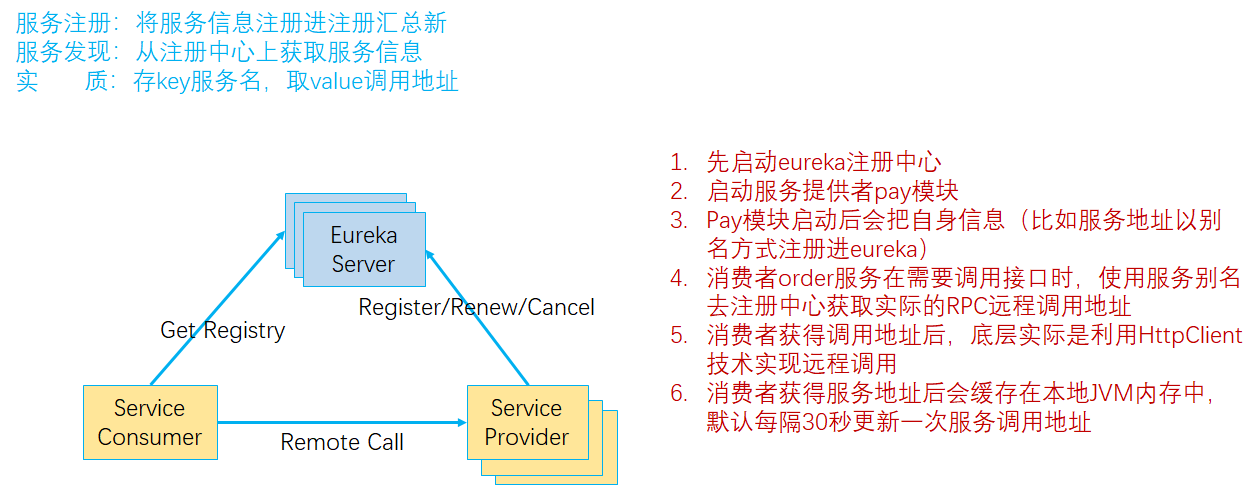 服务注册：将服务信息注册进注册汇总新
服务发现：从注册中心上获取服务信息
实　　质：存key服务名，取value调用地址
Eureka
Server
Get Registry
Register/Renew/Cancel
Service
Consumer
Remote Call
Service
Provider
1. 先启动eureka注册中心
2. 启动服务提供者pay模块
3. Pay模块启动后会把自身信息（比如服务地址以别
名方式注册进eureka）
4. 消费者order服务在需要调用接口时，使用服务别名
去注册中心获取实际的RPC远程调用地址
5. 消费者获得调用地址后，底层实际是利用HttpClient
技术实现远程调用
6. 消费者获得服务地址后会缓存在本地JVM内存中，
默认每隔30秒更新一次服务调用地址